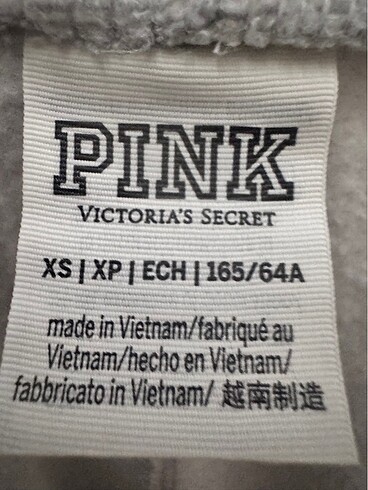 PINK
VICTORIA'S SECRET
XS | XP | ECH | 165/64A
made in Vietnam/fabriqué au
Vietnam/hecho en Vietnam/
fabbricato in Vietnam/ 越南制造